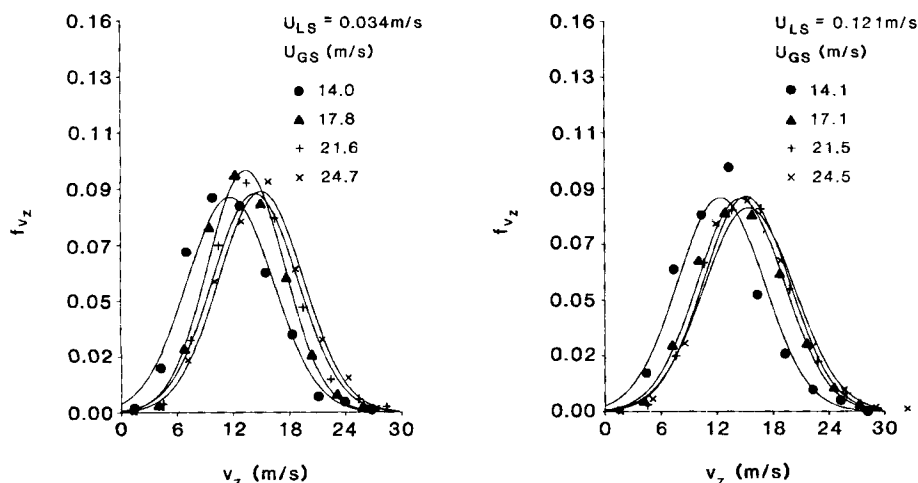 U_LS = 0.034m/s
U_GS (m/s)
● 14.0
▲ 17.8
+ 21.6
× 24.7
0.16
0.13
0.11
0.09
0.07
0.05
0.02
0.00
f_vz
0 6 12 18 24 30
v_z (m/s)
U_LS = 0.121m/s
U_GS (m/s)
● 14.1
▲ 17.1
+ 21.5
× 24.5
0.16
0.13
0.11
0.09
0.07
0.05
0.02
0.00
f_vz
0 6 12 18 24 30
v_z (m/s)